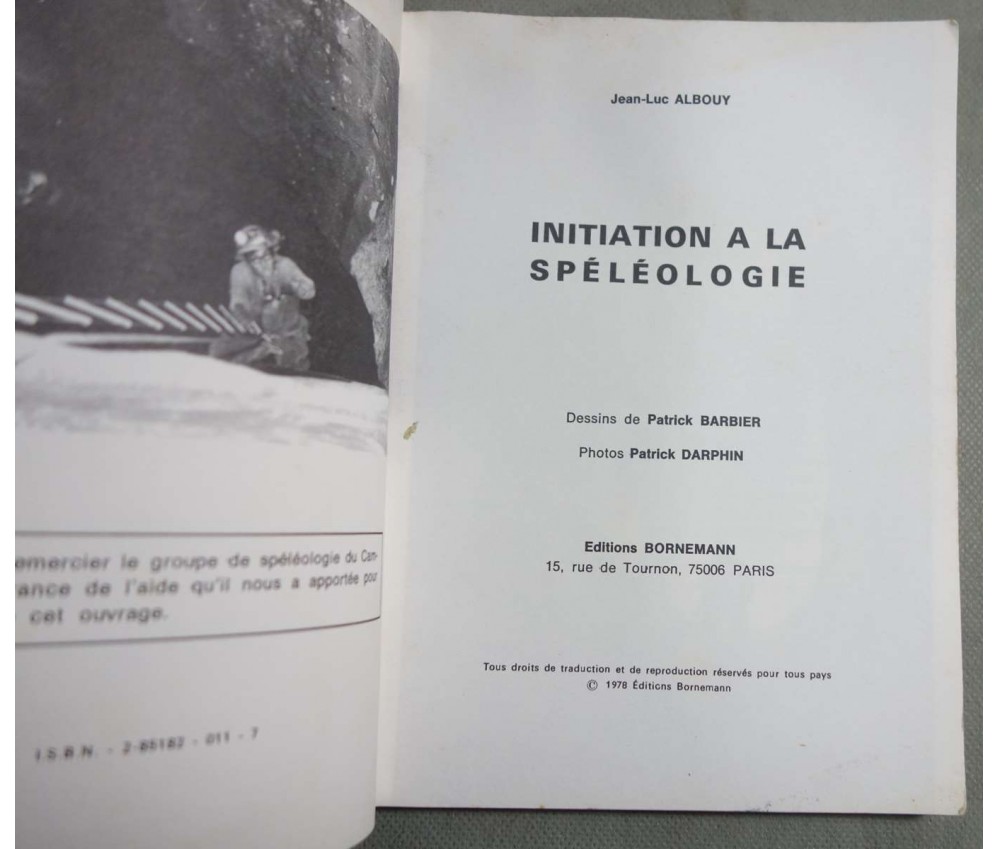 emercier le groupe de spéléologie du Cam-
ance de l'aide qu'il nous a apportée pour
cet ouvrage.
I.S.B.N. - 2-85182 - 011 - 7
Jean-Luc ALBOUY
INITIATION A LA
SPÉLÉOLOGIE
Dessins de Patrick BARBIER
Photos Patrick DARPHIN
Editions BORNEMANN
15, rue de Tournon, 75006 PARIS
Tous droits de traduction et de reproduction réservés pour tous pays
© 1978 Éditions Bornemann